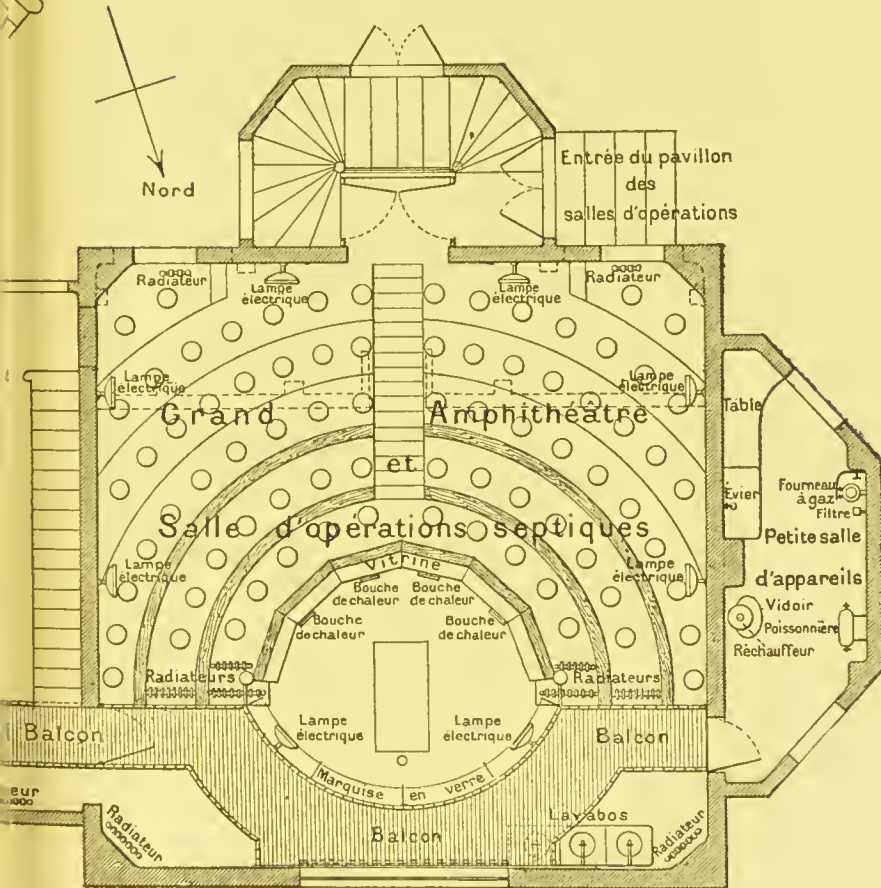 Nord
Entrée du pavillon
des
salles d'opérations
Radiateur
Lampe
électrique
Lampe
électrique
Radiateur
Lampe
électrique
Lampe
électrique
Grand
Amphithéâtre
et
Salle d'opérations septiques
Table
Évier
Fourneau
à gaz
Filtre
Petite salle
d'appareils
Vidoir
Poissonnière
Réchauffeur
Lampe
électrique
Lampe
électrique
Vitrine
Bouche
de chaleur
Bouche
de chaleur
Bouche
de chaleur
Bouche
de chaleur
Radiateurs
Radiateurs
Lampe
électrique
Lampe
électrique
Marquise en verre
Balcon
Balcon
Balcon
eur
Radiateur
Lavabos
Radiateur